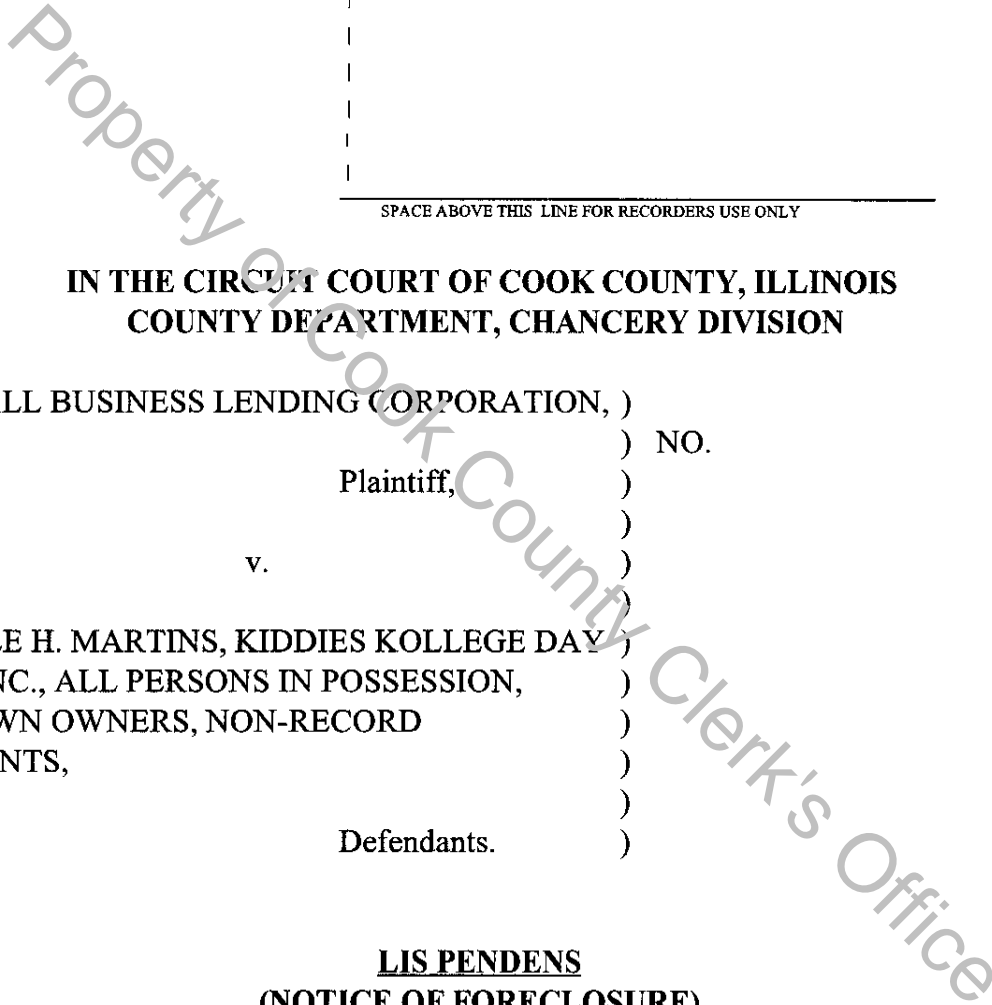 SPACE ABOVE THIS LINE FOR RECORDERS USE ONLY
IN THE CIRCUIT COURT OF COOK COUNTY, ILLINOIS
COUNTY DEPARTMENT, CHANCERY DIVISION
LL BUSINESS LENDING CORPORATION, )
) NO.
Plaintiff, )
)
v. )
)
E H. MARTINS, KIDDIES KOLLEGE DAY )
NC., ALL PERSONS IN POSSESSION, )
WN OWNERS, NON-RECORD )
NTS, )
)
Defendants. )
LIS PENDENS
(NOTICE OF FORECLOSURE)
Property of Cook County Clerk's Office